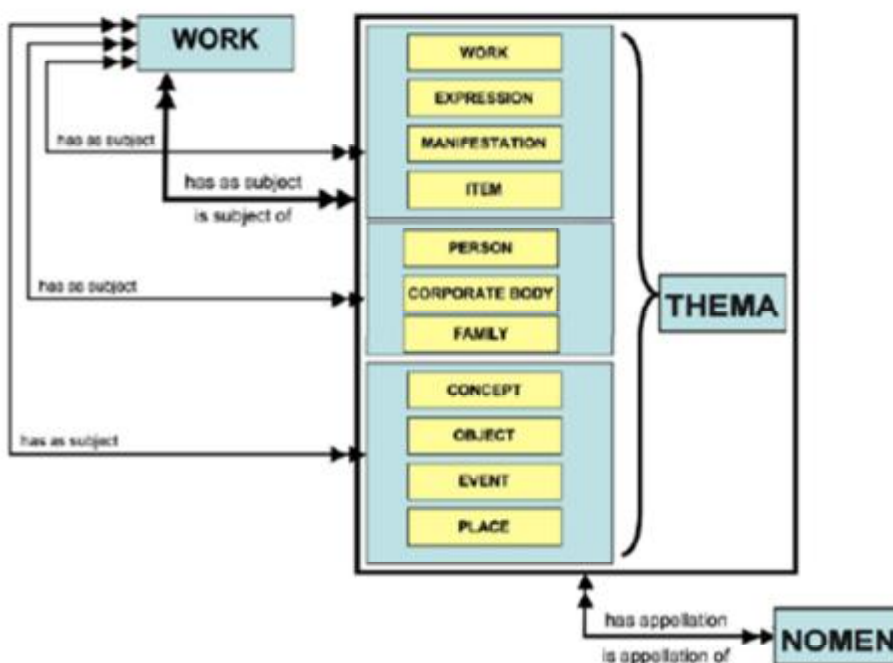 WORK
WORK
EXPRESSION
MANIFESTATION
has as subject
has as subject
ITEM
is subject of
PERSON
has as subject
CORPORATE BODY
THEMA
FAMILY
CONCEPT
OBJECT
has as subject
EVENT
PLACE
has appellation
is appellation of
NOMEN